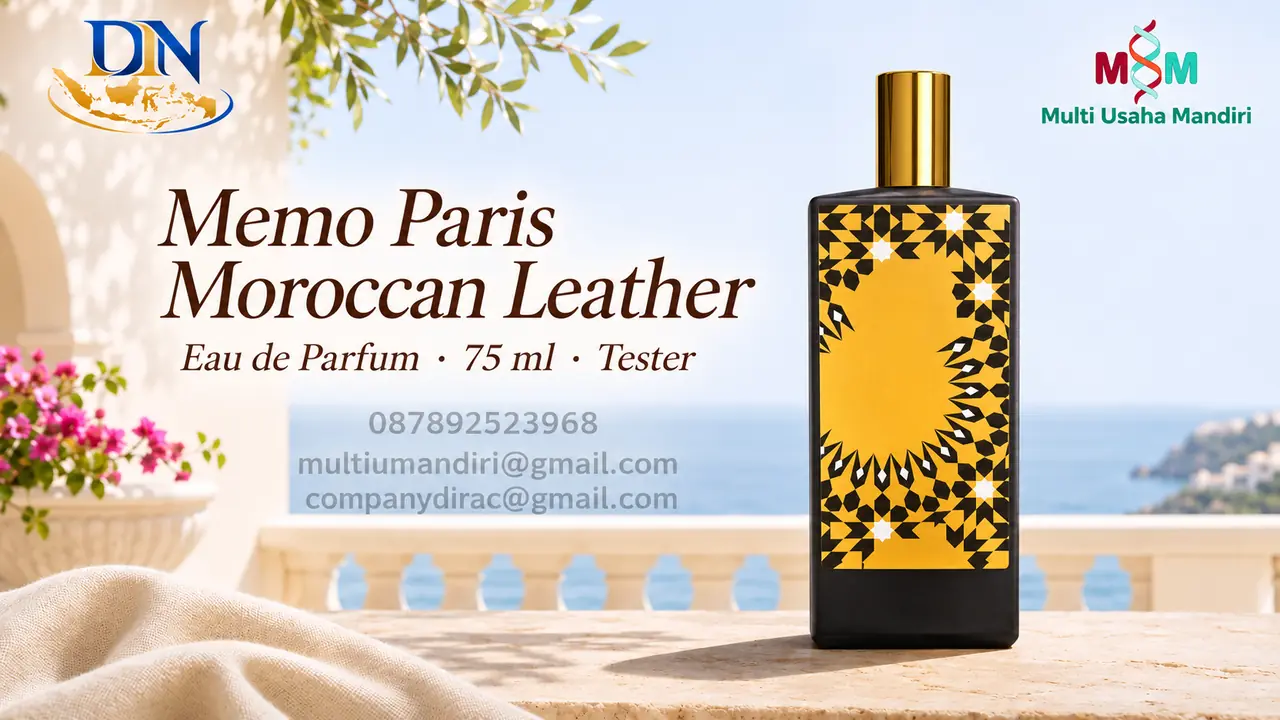 DN
MSM
Multi Usaha Mandiri
Memo Paris
Moroccan Leather
Eau de Parfum · 75 ml · Tester
087892523968
multiumandiri@gmail.com
companydirac@gmail.com